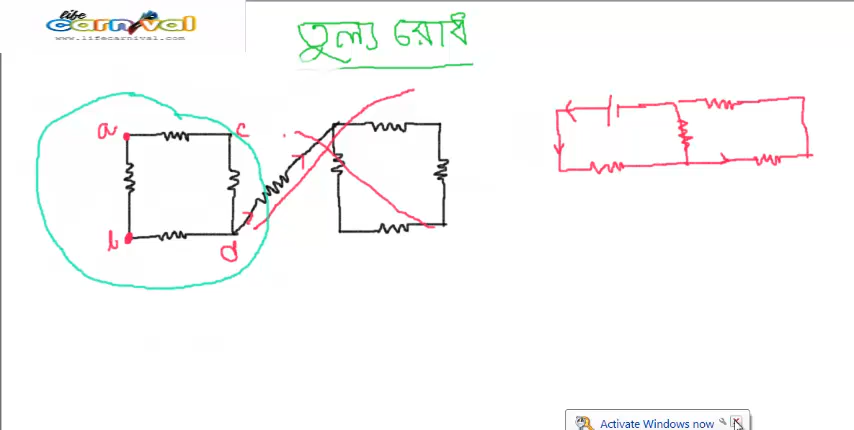 life
carnival
www.lifecarnival.com
তুল্য রোধ
a
c
b
d
Activate Windows now